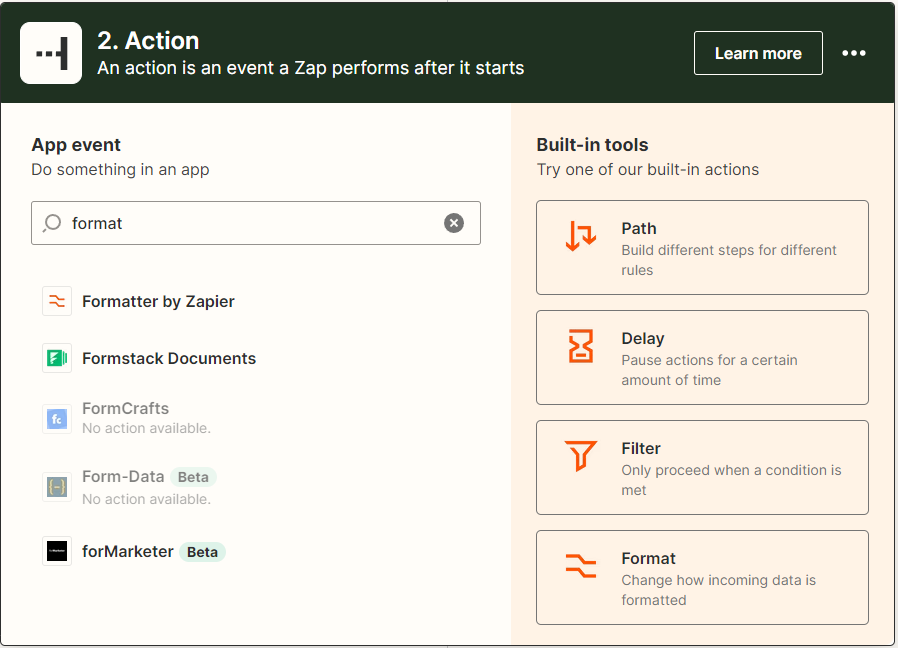 2. Action
An action is an event a Zap performs after it starts
Learn more
App event
Do something in an app
format
Formatter by Zapier
Formstack Documents
fc
FormCrafts
No action available.
Form-Data Beta
No action available.
forMarketer Beta
Built-in tools
Try one of our built-in actions
Path
Build different steps for different
rules
Delay
Pause actions for a certain
amount of time
Filter
Only proceed when a condition is
met
Format
Change how incoming data is
formatted